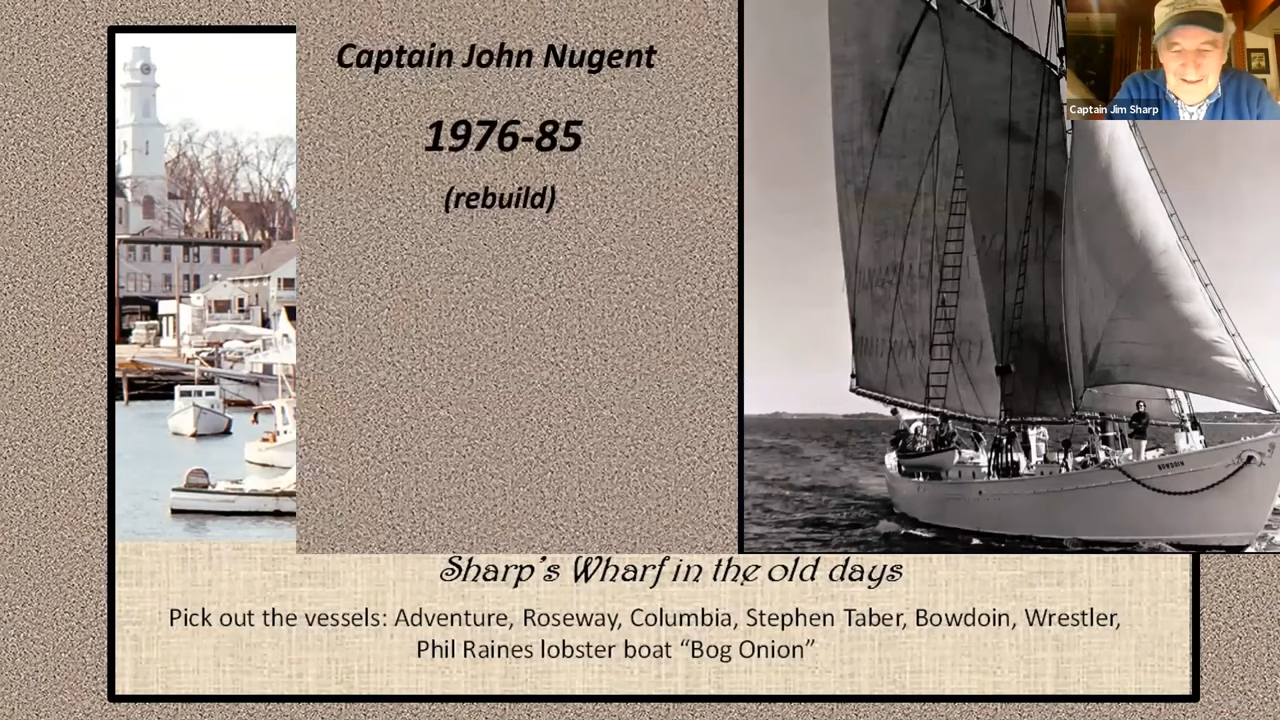 Captain John Nugent
1976-85
(rebuild)
Captain Jim Sharp
BOWDOIN
Sharp's Wharf in the old days
Pick out the vessels: Adventure, Roseway, Columbia, Stephen Taber, Bowdoin, Wrestler,
Phil Raines lobster boat “Bog Onion”